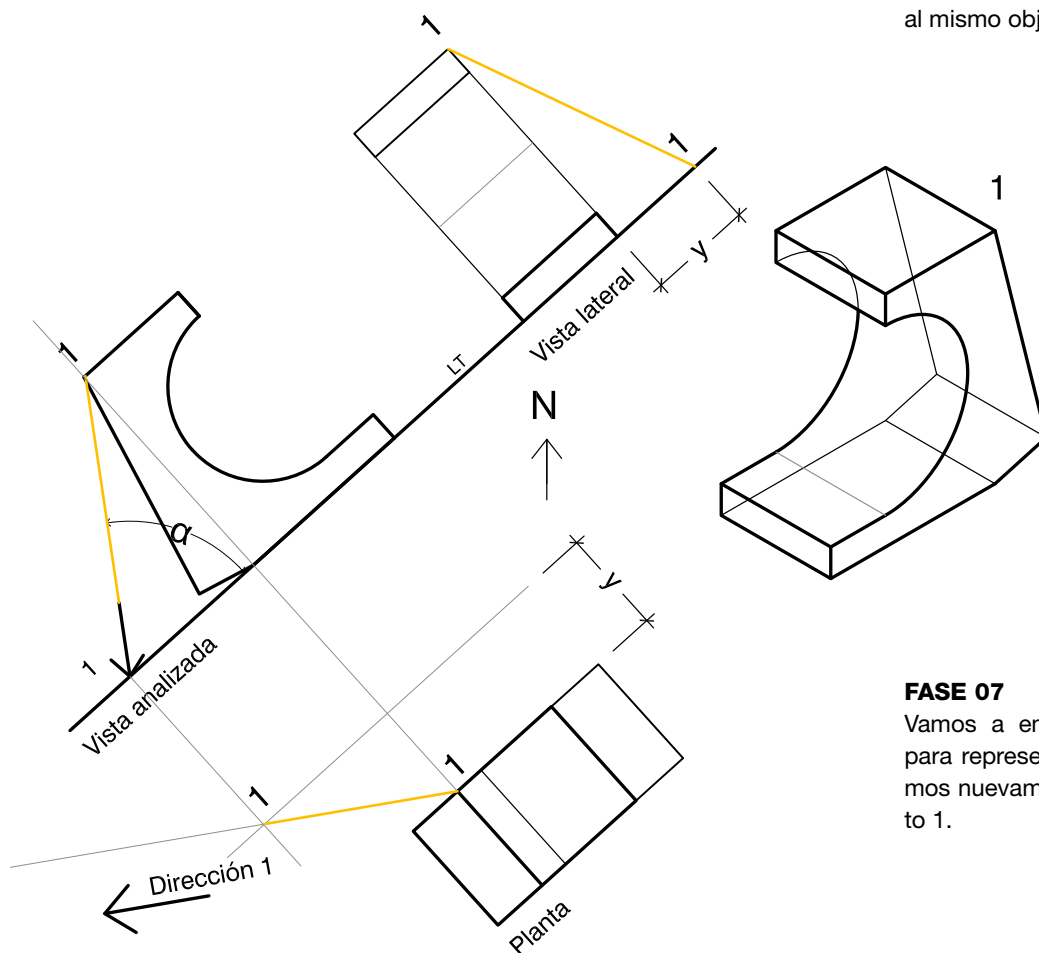 al mismo obj
1
1
1
y
Vista lateral
LT
N
1
α
1
Vista analizada
y
1
1
Dirección 1
Planta
FASE 07
Vamos a en
para represe
mos nuevam
to 1.